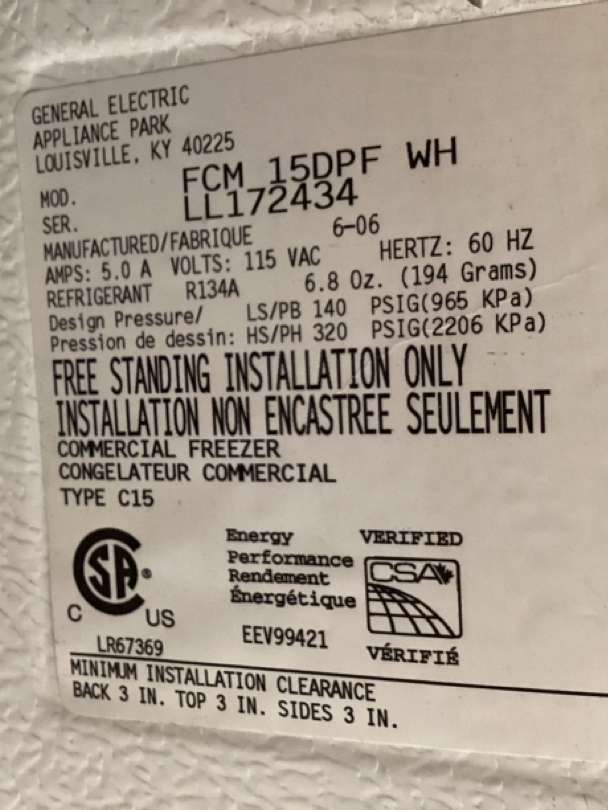 GENERAL ELECTRIC
APPLIANCE PARK
LOUISVILLE, KY 40225
MOD. FCM 15DPF WH
SER. LL172434
MANUFACTURED/FABRIQUE 6-06
AMPS: 5.0 A VOLTS: 115 VAC HERTZ: 60 HZ
REFRIGERANT R134A 6.8 Oz. (194 Grams)
Design Pressure/ LS/PB 140 PSIG(965 KPa)
Pression de dessin: HS/PH 320 PSIG(2206 KPa)
FREE STANDING INSTALLATION ONLY
INSTALLATION NON ENCASTREE SEULEMENT
COMMERCIAL FREEZER
CONGELATEUR COMMERCIAL
TYPE C15
SA ®
C US
LR67369
Energy
Performance
Rendement
Énergétique
EEV99421
VERIFIED
CSA
VÉRIFIÉ
MINIMUM INSTALLATION CLEARANCE
BACK 3 IN. TOP 3 IN. SIDES 3 IN.